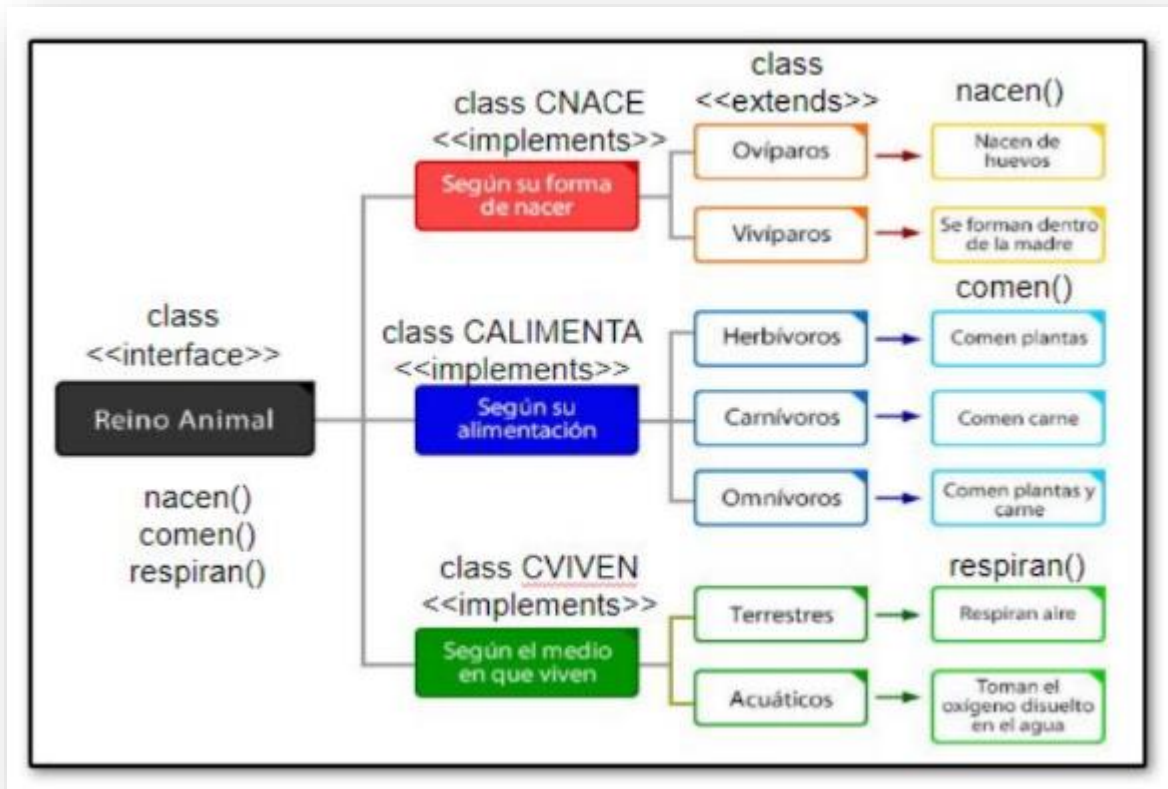 class
<<interface>>
Reino Animal
nacen()
comen()
respiran()
class CNACE
<<implements>>
Según su forma
de nacer
class
<<extends>>
nacen()
Ovíparos
Nacen de
huevos
Vivíparos
Se forman dentro
de la madre
class CALIMENTA
<<implements>>
Según su
alimentación
comen()
Herbívoros
Comen plantas
Carnívoros
Comen carne
Omnívoros
Comen plantas y
carne
class CVIVEN
<<implements>>
Según el medio
en que viven
respiran()
Terrestres
Respiran aire
Acuáticos
Toman el
oxígeno disuelto
en el agua